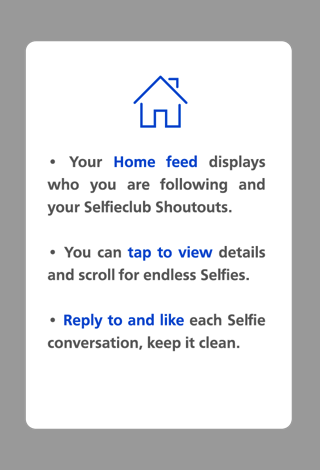 • Your Home feed displays
who you are following and
your Selfieclub Shoutouts.
• You can tap to view details
and scroll for endless Selfies.
• Reply to and like each Selfie
conversation, keep it clean.